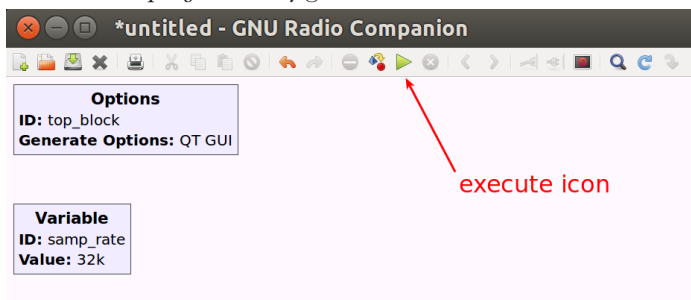 *untitled - GNU Radio Companion
Options
ID: top_block
Generate Options: QT GUI
execute icon
Variable
ID: samp_rate
Value: 32k